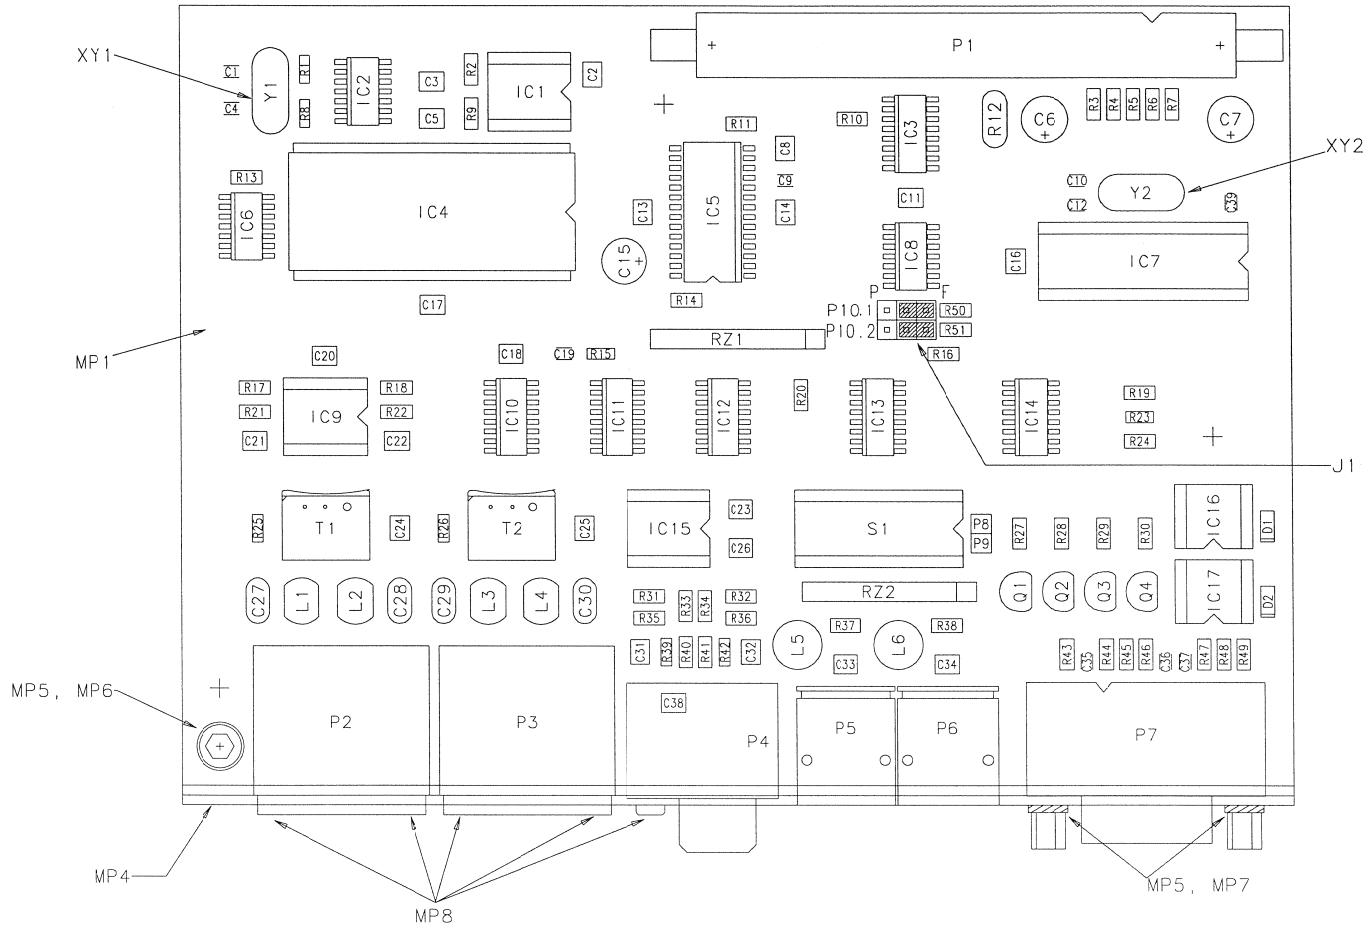 P1
XY1
C1
Y1
R1
IC2
C3
R2
IC1
C2
C4
R8
C5
R9
R11
R10
IC3
R12
C6
R3
R4
R5
R6
R7
C7
C8
XY2
R13
C9
C10
Y2
IC6
IC4
C13
IC5
C14
C11
C12
C39
C15
IC8
C16
IC7
P
F
C17
R14
P10.1
R50
P10.2
R51
RZ1
MP1
C20
C18
C19
R15
R16
R17
R18
R20
R19
R21
IC9
R22
IC10
IC11
IC12
IC13
IC14
R23
C21
C22
R24
J1
R25
T1
C24
R26
T2
C25
IC15
C23
C26
S1
P8
P9
R27
R28
R29
R30
IC16
D1
C27
L1
L2
C28
C29
L3
L4
C30
R31
R33
R34
R32
RZ2
Q1
Q2
Q3
Q4
IC17
D2
R35
R36
R37
R38
C31
R39
R40
R41
R42
C32
L5
C33
L6
C34
R43
C35
R44
R45
R46
C36
C37
R47
R48
R49
MP5, MP6
P2
P3
C38
P4
P5
P6
P7
MP4
MP8
MP5, MP7